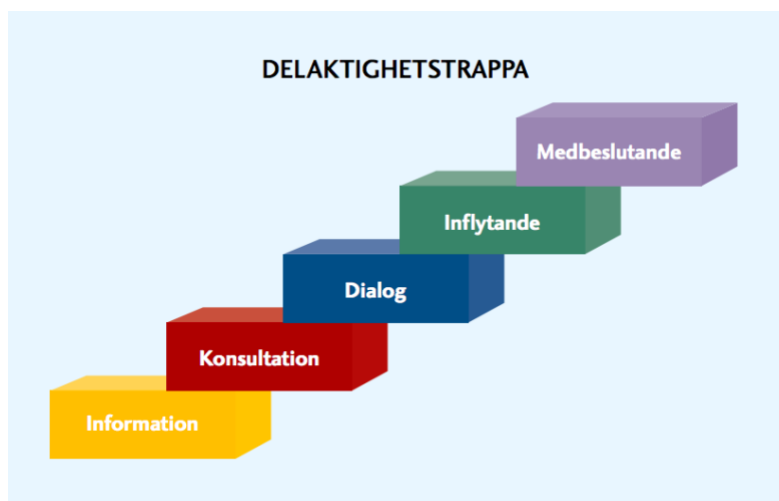 DELAKTIGHETSTRAPPA
Medbeslutande
Inflytande
Dialog
Konsultation
Information